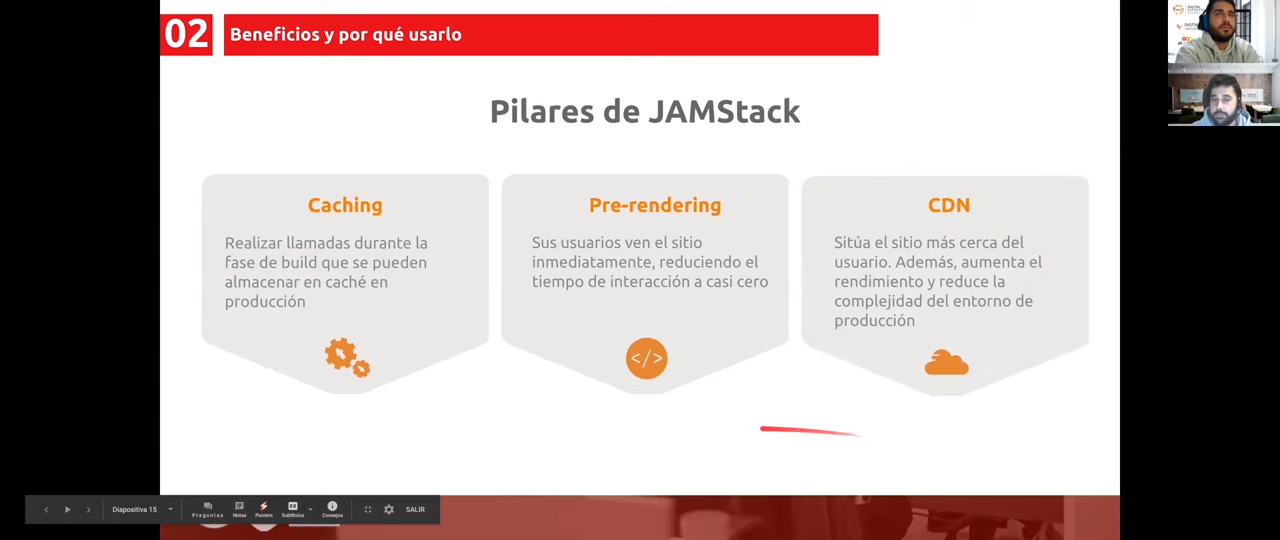 02
Beneficios y por qué usarlo
Pilares de JAMStack
Caching
Realizar llamadas durante la
fase de build que se pueden
almacenar en caché en
producción
Pre-rendering
Sus usuarios ven el sitio
inmediatamente, reduciendo el
tiempo de interacción a casi cero
</>
CDN
Sitúa el sitio más cerca del
usuario. Además, aumenta el
rendimiento y reduce la
complejidad del entorno de
producción
Diapositiva 15
Preguntas
Notas
Puntero
Subtítulos
Consejos
SALIR